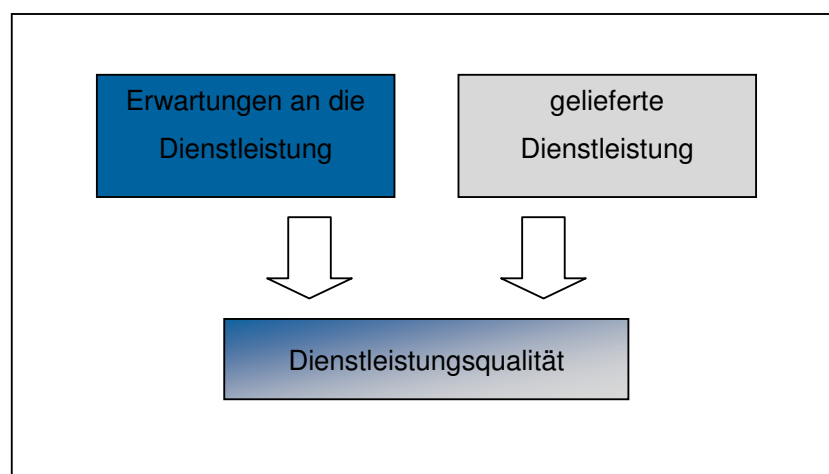 Erwartungen an die
Dienstleistung
gelieferte
Dienstleistung
Dienstleistungsqualität